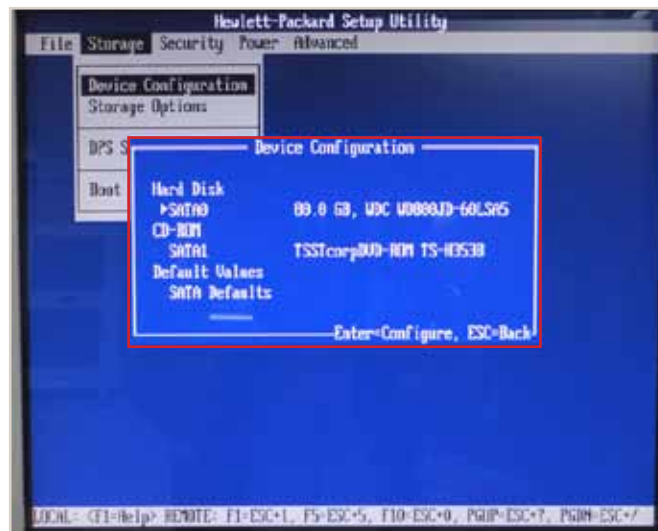 Hewlett-Packard Setup Utility
File Storage Security Power Advanced
Device Configuration
Storage Options
DPS S
Boot
Device Configuration
Hard Disk
▶SATA0 80.0 GB, WDC WD800JD-60LSA5
CD-ROM
SATA1 TSSTcorpDVD-ROM TS-H353B
Default Values
SATA Defaults
Enter=Configure, ESC=Back
LOCAL: <F1=Help> REMOTE: F1=ESC+1, F5=ESC+5, F10=ESC+0, PGUP=ESC+?, PGDN=ESC+/